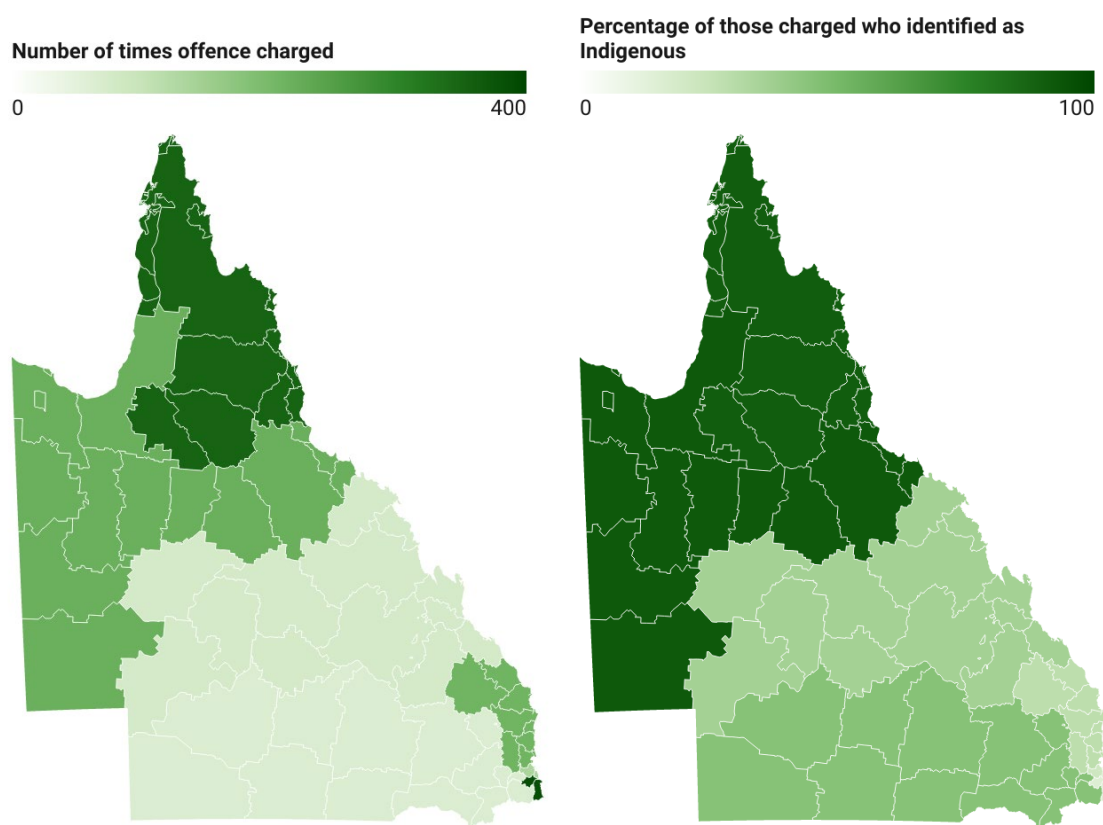 Number of times offence charged
0 400
Percentage of those charged who identified as
Indigenous
0 100